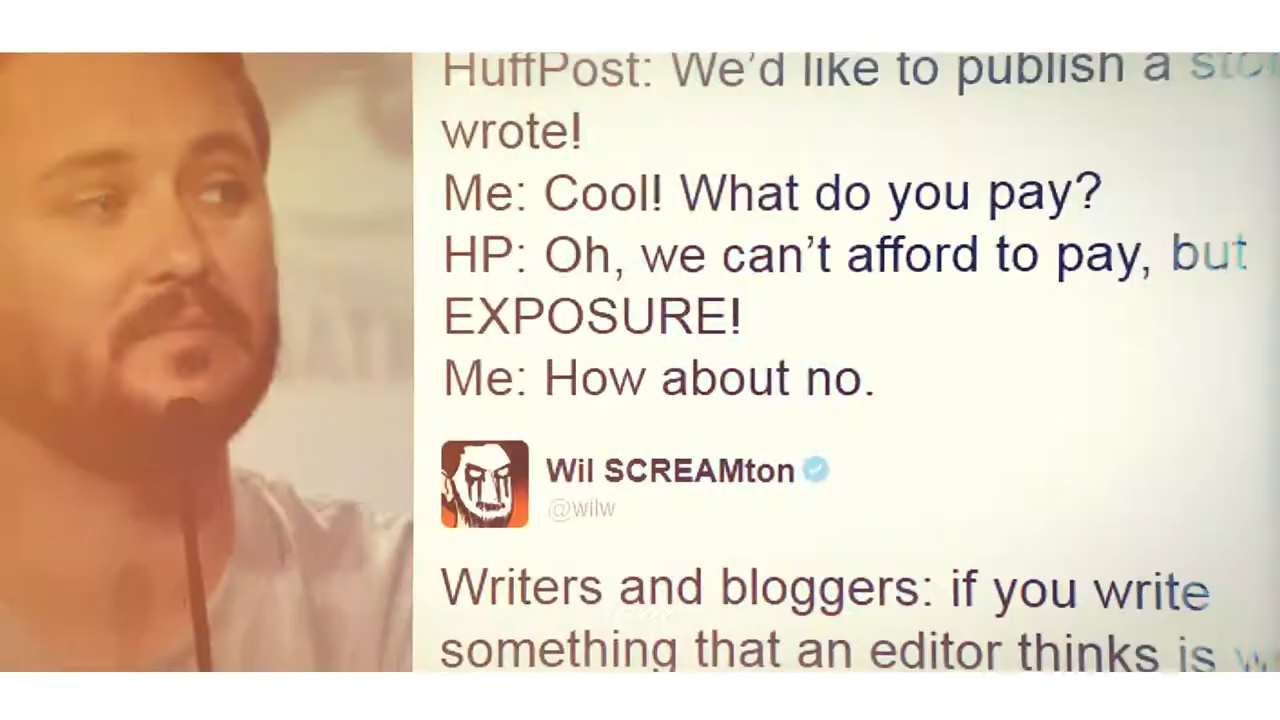 HuffPost: We'd like to publish a
wrote!
Me: Cool! What do you pay?
HP: Oh, we can't afford to pay, but
EXPOSURE!
Me: How about no.
Wil SCREAMton
@wilw
Writers and bloggers: if you write
something that an editor thinks is